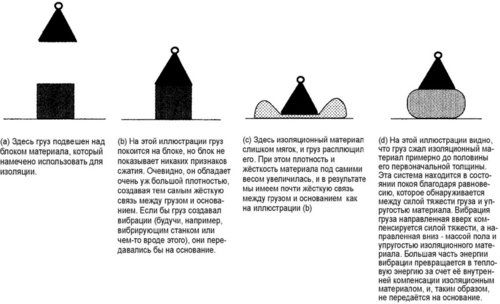 (a) Здесь груз подвешен над
блоком материала, который
намечено использовать для
изоляции.
(b) На этой иллюстрации груз
покоится на блоке, но блок не
показывает никаких признаков
сжатия. Очевидно, он обладает
очень уж большой плотностью,
создавая тем самым жёсткую
связь между грузом и основа-
нием. Если бы груз создавал
вибрации (будучи, например,
вибрирующим станком или
чем-то вроде этого), они пере-
давались бы на основание.
(c) Здесь изоляционный материал
слишком мягок, и груз расплющил
его. При этом плотность и
жёсткость материала под самими
весом увеличилась, и в результате
мы имеем почти жёсткую связь
между грузом и основанием как
на иллюстрации (b)
(d) На этой иллюстрации видно,
что груз сжал изоляционный ма-
териал примерно до половины
его первоначальной толщины.
Эта система находится в состоя-
нии покоя благодаря равнове-
сию, которое обнаруживается
между силой тяжести груза и уп-
ругостью материала. Вибрация
груза направленная вверх ком-
пенсируется силой тяжести, а на-
правленная вниз - массой пола и
упругостью изоляционного мате-
риала. Большая часть энергии
вибрации превращается в тепло-
вую энергию за счет её внутрен-
ней компенсации изоляционным
материалом, и, таким образом,
не передаётся на основание.